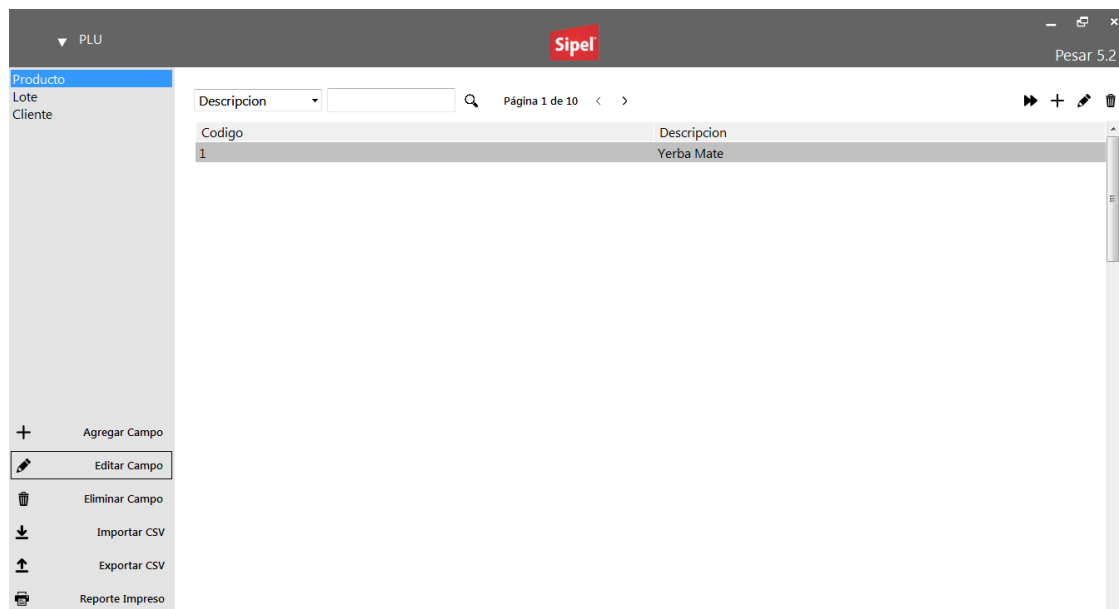 PLU
Sipel
Pesar 5.2
Producto
Lote
Cliente
Descripcion
Página 1 de 10
Codigo Descripcion
1 Yerba Mate
Agregar Campo
Editar Campo
Eliminar Campo
Importar CSV
Exportar CSV
Reporte Impreso